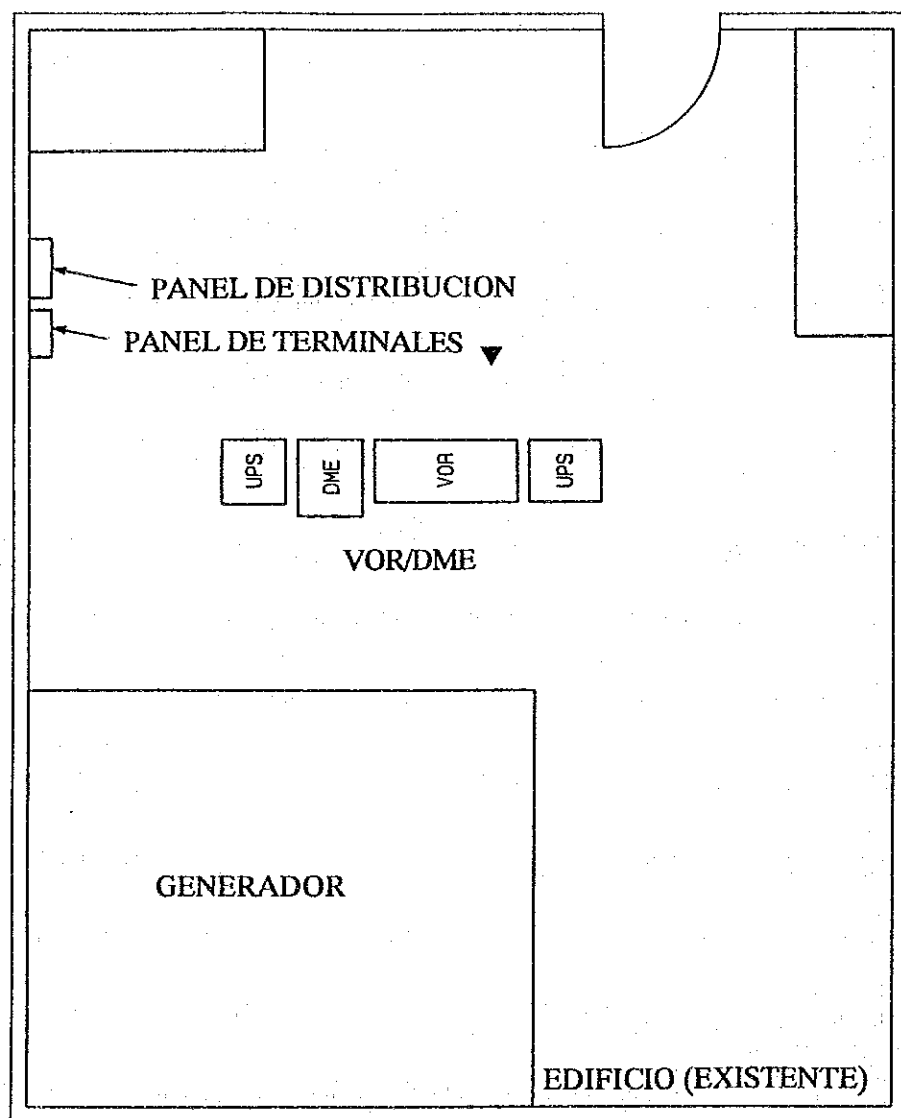 PANEL DE DISTRIBUCION
PANEL DE TERMINALES
UPS
DME
VOR
UPS
VOR/DME
GENERADOR
EDIFICIO (EXISTENTE)